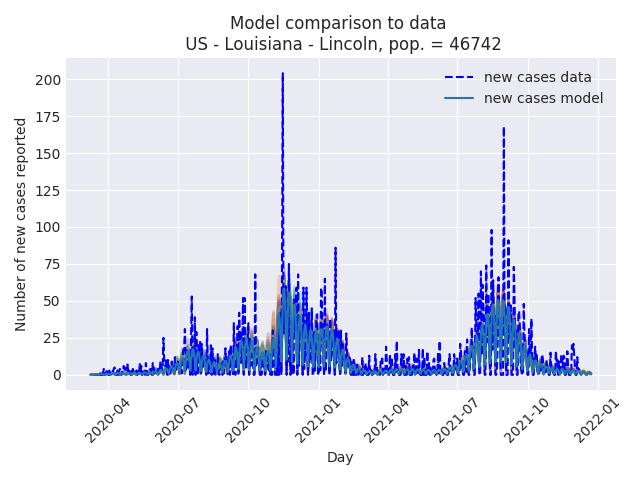 Model comparison to data
US - Louisiana - Lincoln, pop. = 46742
new cases data
new cases model
Number of new cases reported
200
175
150
125
100
75
50
25
0
2020-04
2020-07
2020-10
2021-01
2021-04
2021-07
2021-10
2022-01
Day